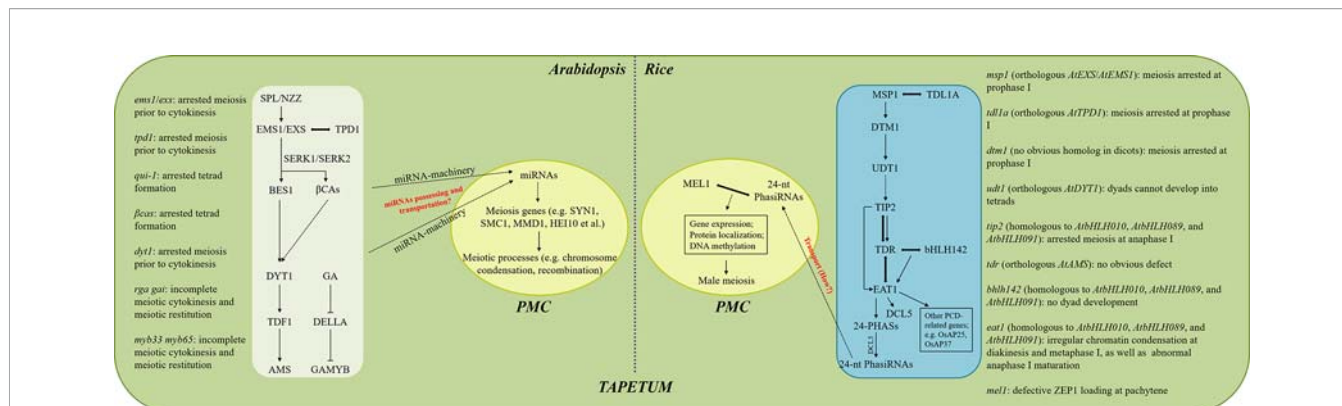 Arabidopsis
Rice
ems1/exs: arrested meiosis
prior to cytokinesis
tpd1: arrested meiosis
prior to cytokinesis
qui-1: arrested tetrad
formation
βcas: arrested tetrad
formation
dyt1: arrested meiosis
prior to cytokinesis
rga gai: incomplete
meiotic cytokinesis and
meiotic restitution
myb33 myb65: incomplete
meiotic cytokinesis and
meiotic restitution
SPL/NZZ
EMS1/EXS
TPD1
SERK1/SERK2
BES1
βCAs
DYT1
GA
TDF1
DELLA
AMS
GAMYB
miRNA-machinery
miRNAs possessing and
transportation?
miRNA-machinery
miRNAs
Meiosis genes (e.g. SYN1,
SMC1, MMD1, HEI10 et al.)
Meiotic processes (e.g. chromosome
condensation, recombination)
PMC
MEL1
24-nt
PhasiRNAs
Gene expression;
Protein localization;
DNA methylation
Male meiosis
PMC
Transport (How?)
MSP1
TDL1A
DTM1
UDT1
TIP2
TDR
bHLH142
EAT1
DCL5
24-PHASs
Other PCD-
related genes;
e.g. OsAP25,
OsAP37
DCL5
24-nt PhasiRNAs
TAPETUM
msp1 (orthologous AtEXS/AtEMS1): meiosis arrested at
prophase I
tdl1a (orthologous AtTPD1): meiosis arrested at prophase
I
dtm1 (no obvious homolog in dicots): meiosis arrested at
prophase I
udt1 (orthologous AtDYT1): dyads cannot develop into
tetrads
tip2 (homologous to AtbHLH010, AtbHLH089, and
AtbHLH091): arrested meiosis at anaphase I
tdr (orthologous AtAMS): no obvious defect
bhlh142 (homologous to AtbHLH010, AtbHLH089, and
AtbHLH091): no dyad development
eat1 (homologous to AtbHLH010, AtbHLH089, and
AtbHLH091): irregular chromatin condensation at
diakinesis and metaphase I, as well as abnormal
anaphase I maturation
mel1: defective ZEP1 loading at pachytene